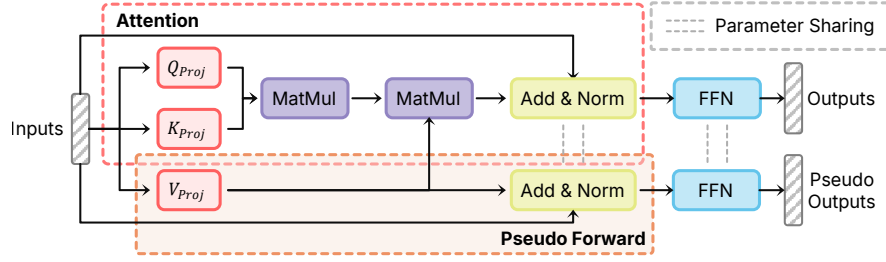 Attention
Parameter Sharing
Q_Proj
MatMul
MatMul
Add & Norm
FFN
Outputs
Inputs
K_Proj
V_Proj
Add & Norm
FFN
Pseudo
Outputs
Pseudo Forward